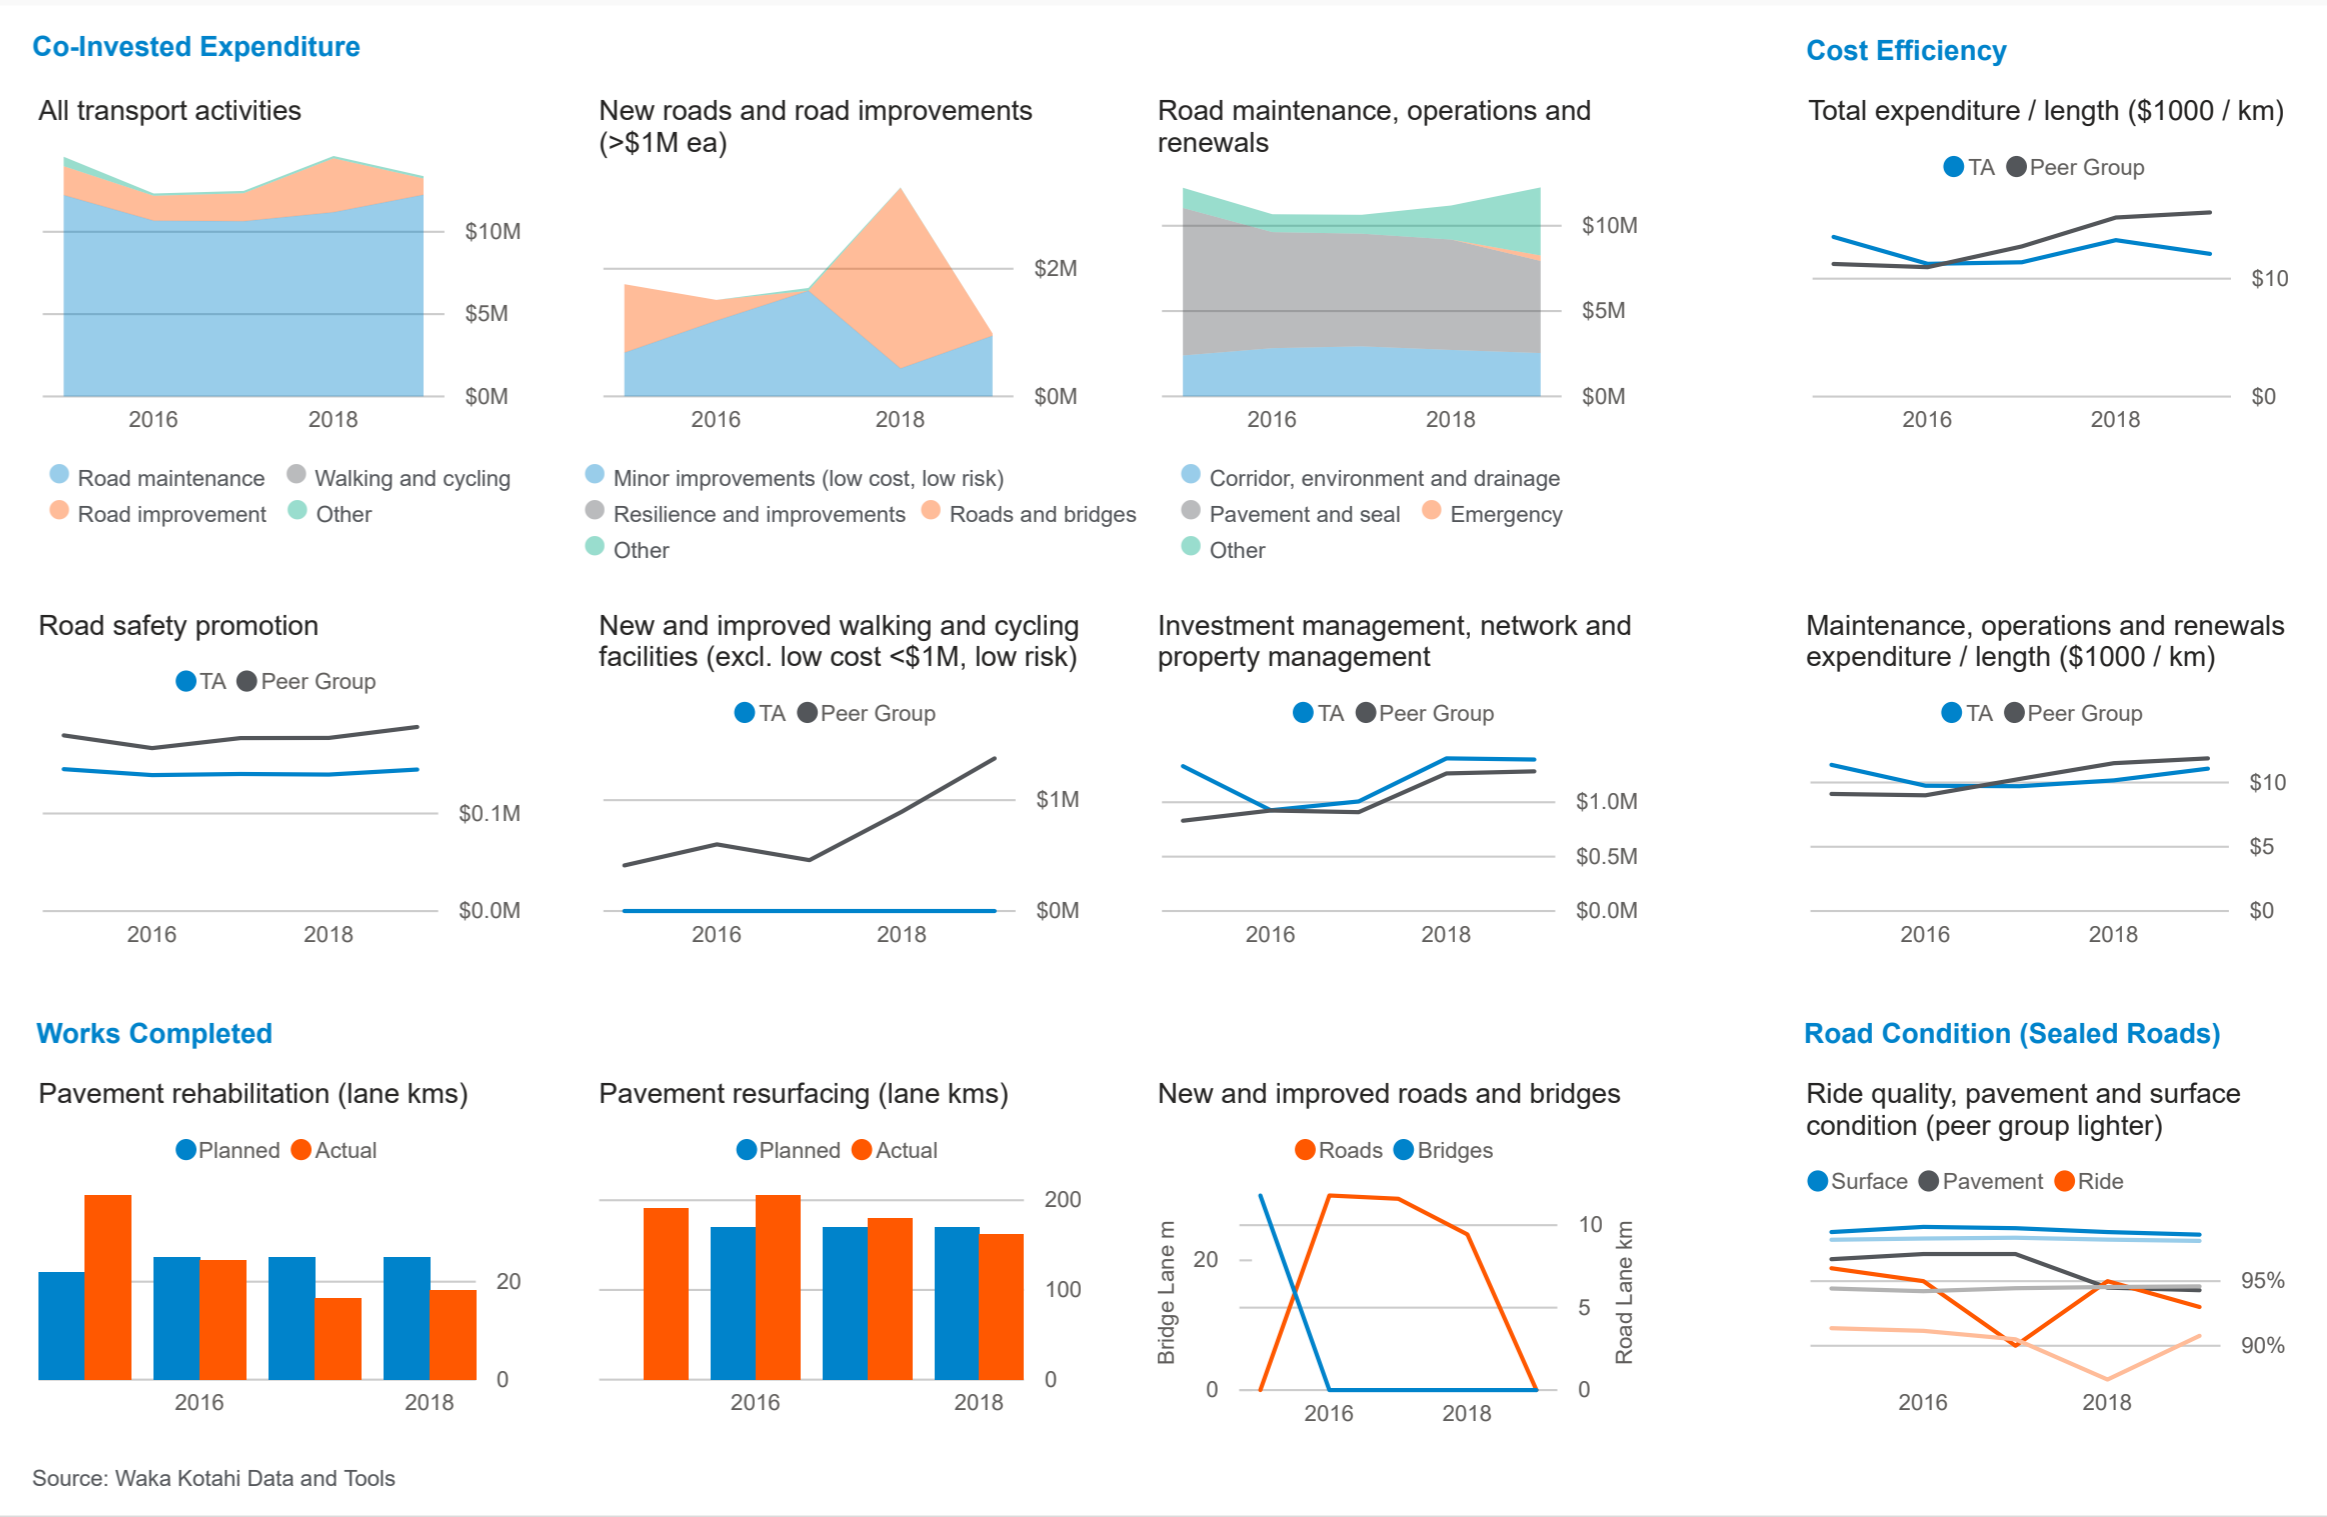 Co-Invested Expenditure
Cost Efficiency
All transport activities
$10M
$5M
$0M
2016 2018
Road maintenance Walking and cycling
Road improvement Other
New roads and road improvements
(>$1M ea)
$2M
$0M
2016 2018
Minor improvements (low cost, low risk)
Resilience and improvements Roads and bridges
Other
Road maintenance, operations and
renewals
$10M
$5M
$0M
2016 2018
Corridor, environment and drainage
Pavement and seal Emergency
Other
Total expenditure / length ($1000 / km)
TA Peer Group
$10
$0
2016 2018
Road safety promotion
TA Peer Group
$0.1M
$0.0M
2016 2018
New and improved walking and cycling
facilities (excl. low cost <$1M, low risk)
TA Peer Group
$1M
$0M
2016 2018
Investment management, network and
property management
TA Peer Group
$1.0M
$0.5M
$0.0M
2016 2018
Maintenance, operations and renewals
expenditure / length ($1000 / km)
TA Peer Group
$10
$5
$0
2016 2018
Works Completed
Road Condition (Sealed Roads)
Pavement rehabilitation (lane kms)
Planned Actual
20
0
2016 2018
Pavement resurfacing (lane kms)
Planned Actual
200
100
0
2016 2018
New and improved roads and bridges
Roads Bridges
Bridge Lane m
20
0
10
5
0
Road Lane km
2016 2018
Ride quality, pavement and surface
condition (peer group lighter)
Surface Pavement Ride
95%
90%
2016 2018
Source: Waka Kotahi Data and Tools